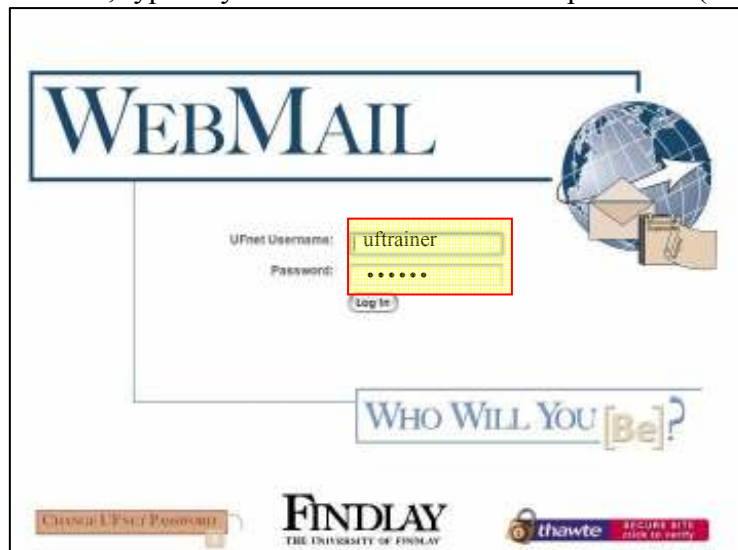 WEBMAIL
UFnet Username: uftrainer
Password: ••••••
Log In
WHO WILL YOU [Be]?
CHANGE UFNET PASSWORD
FINDLAY
THE UNIVERSITY OF FINDLAY
thawte SECURE SITE
click to verify